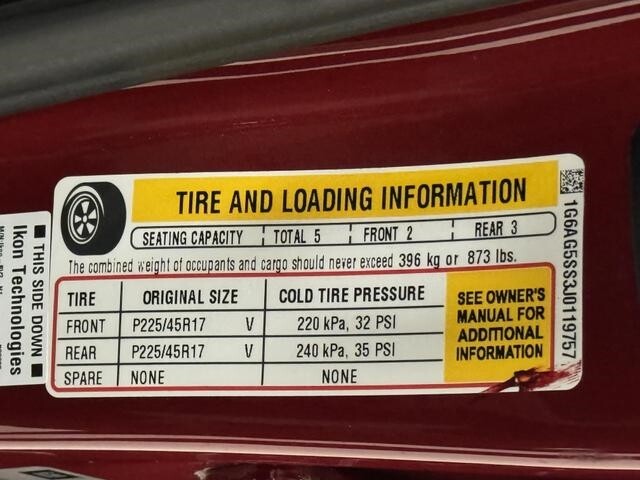 TIRE AND LOADING INFORMATION
SEATING CAPACITY TOTAL 5 FRONT 2 REAR 3
The combined weight of occupants and cargo should never exceed 396 kg or 873 lbs.
TIRE ORIGINAL SIZE COLD TIRE PRESSURE
FRONT P225/45R17 V 220 kPa, 32 PSI
REAR P225/45R17 V 240 kPa, 35 PSI
SPARE NONE NONE
SEE OWNER'S
MANUAL FOR
ADDITIONAL
INFORMATION
1G6AG5SS3J0119757
THIS SIDE DOWN
Ikon Technologies